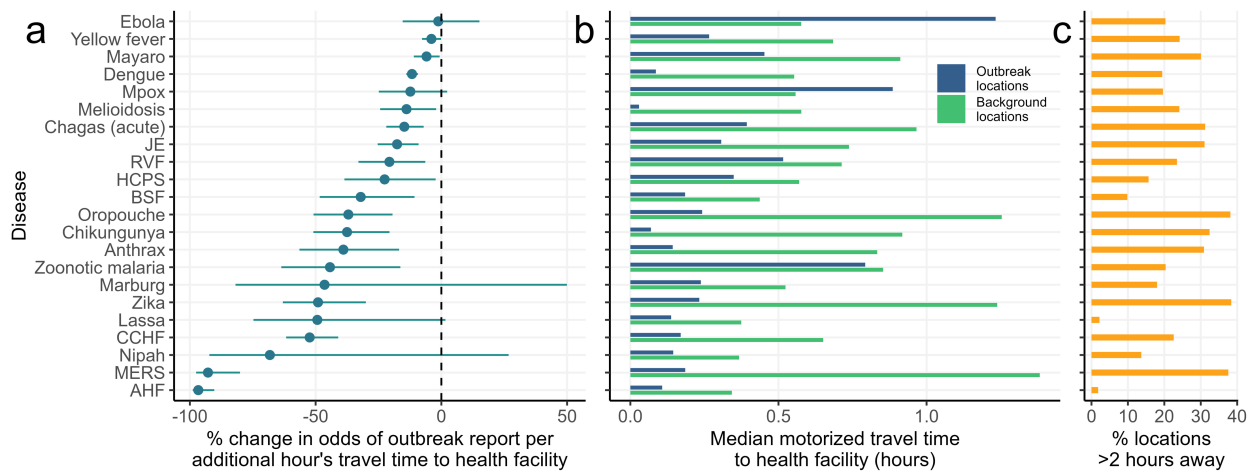 a
b
c
Disease
Ebola
Yellow fever
Mayaro
Dengue
Mpox
Melioidosis
Chagas (acute)
JE
RVF
HCPS
BSF
Oropouche
Chikungunya
Anthrax
Zoonotic malaria
Marburg
Zika
Lassa
CCHF
Nipah
MERS
AHF
-100 -50 0 50
% change in odds of outbreak report per
additional hour's travel time to health facility
Outbreak
locations
Background
locations
0.0 0.5 1.0
Median motorized travel time
to health facility (hours)
0 10 20 30 40
% locations
>2 hours away